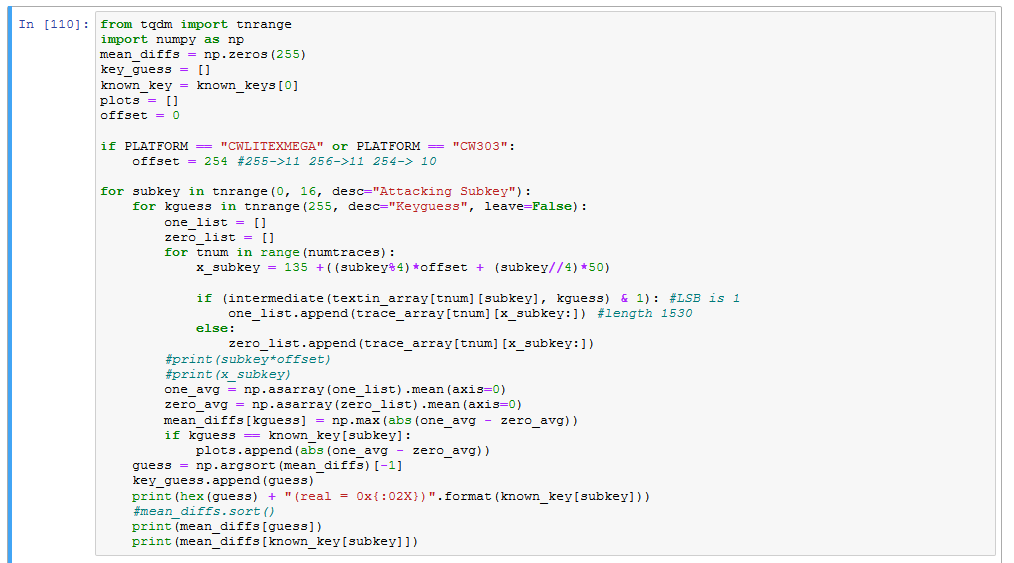 In [110]: from tqdm import tnrange
import numpy as np
mean_diffs = np.zeros(255)
key_guess = []
known_key = known_keys[0]
plots = []
offset = 0
if PLATFORM == "CWLITEXMEGA" or PLATFORM == "CW303":
    offset = 254 #255->11 256->11 254-> 10
for subkey in tnrange(0, 16, desc="Attacking Subkey"):
    for kguess in tnrange(255, desc="Keyguess", leave=False):
        one_list = []
        zero_list = []
        for tnum in range(numtraces):
            x_subkey = 135 +((subkey%4)*offset + (subkey//4)*50)
            if (intermediate(textin_array[tnum][subkey], kguess) & 1): #LSB is 1
                one_list.append(trace_array[tnum][x_subkey:]) #length 1530
            else:
                zero_list.append(trace_array[tnum][x_subkey:])
        #print(subkey*offset)
        #print(x_subkey)
        one_avg = np.asarray(one_list).mean(axis=0)
        zero_avg = np.asarray(zero_list).mean(axis=0)
        mean_diffs[kguess] = np.max(abs(one_avg - zero_avg))
        if kguess == known_key[subkey]:
            plots.append(abs(one_avg - zero_avg))
    guess = np.argsort(mean_diffs)[-1]
    key_guess.append(guess)
    print(hex(guess) + "(real = 0x{:02X})".format(known_key[subkey]))
    #mean_diffs.sort()
    print(mean_diffs[guess])
    print(mean_diffs[known_key[subkey]])